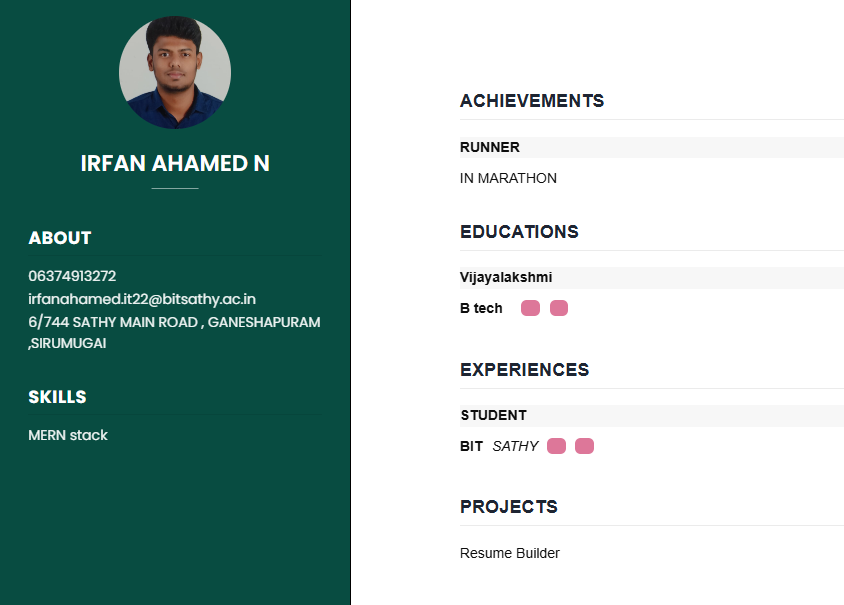 IRFAN AHAMED N
ABOUT
06374913272
irfanahamed.it22@bitsathy.ac.in
6/744 SATHY MAIN ROAD , GANESHAPURAM
,SIRUMUGAI
SKILLS
MERN stack
ACHIEVEMENTS
RUNNER
IN MARATHON
EDUCATIONS
Vijayalakshmi
B tech
EXPERIENCES
STUDENT
BIT SATHY
PROJECTS
Resume Builder